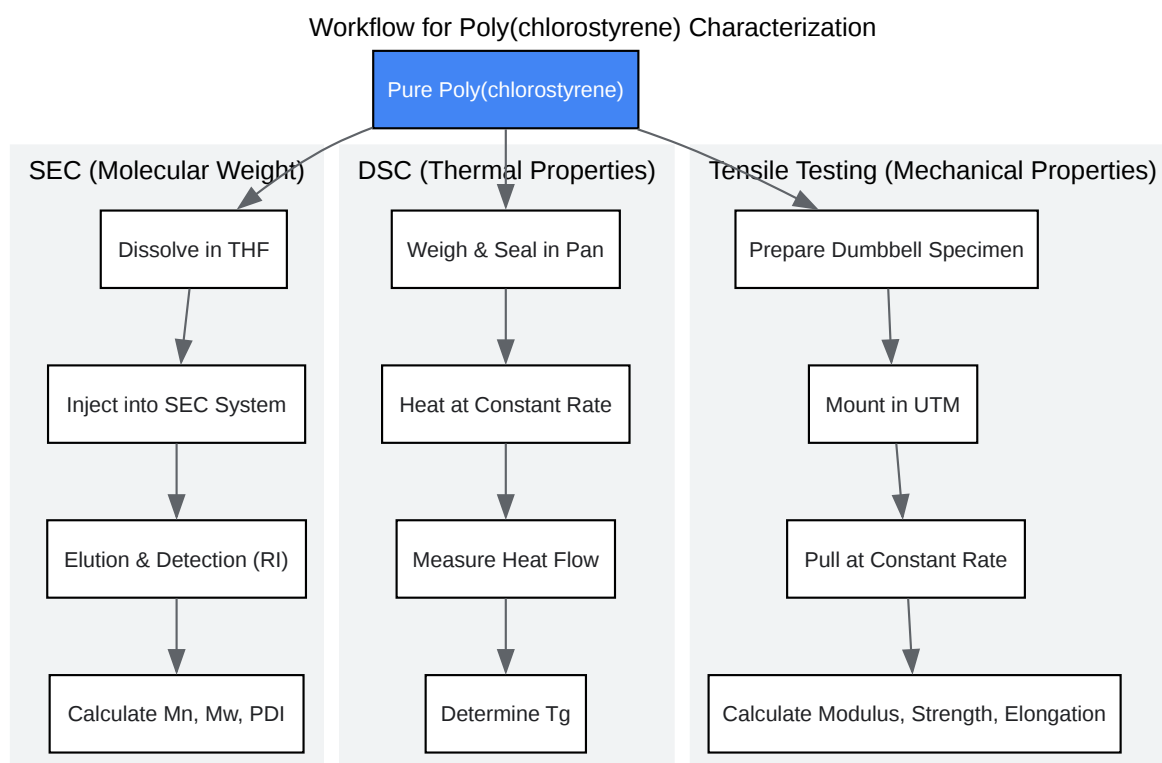 Workflow for Poly(chlorostyrene) Characterization
Pure Poly(chlorostyrene)
SEC (Molecular Weight)
Dissolve in THF
Inject into SEC System
Elution & Detection (RI)
Calculate Mn, Mw, PDI
DSC (Thermal Properties)
Weigh & Seal in Pan
Heat at Constant Rate
Measure Heat Flow
Determine Tg
Tensile Testing (Mechanical Properties)
Prepare Dumbbell Specimen
Mount in UTM
Pull at Constant Rate
Calculate Modulus, Strength, Elongation